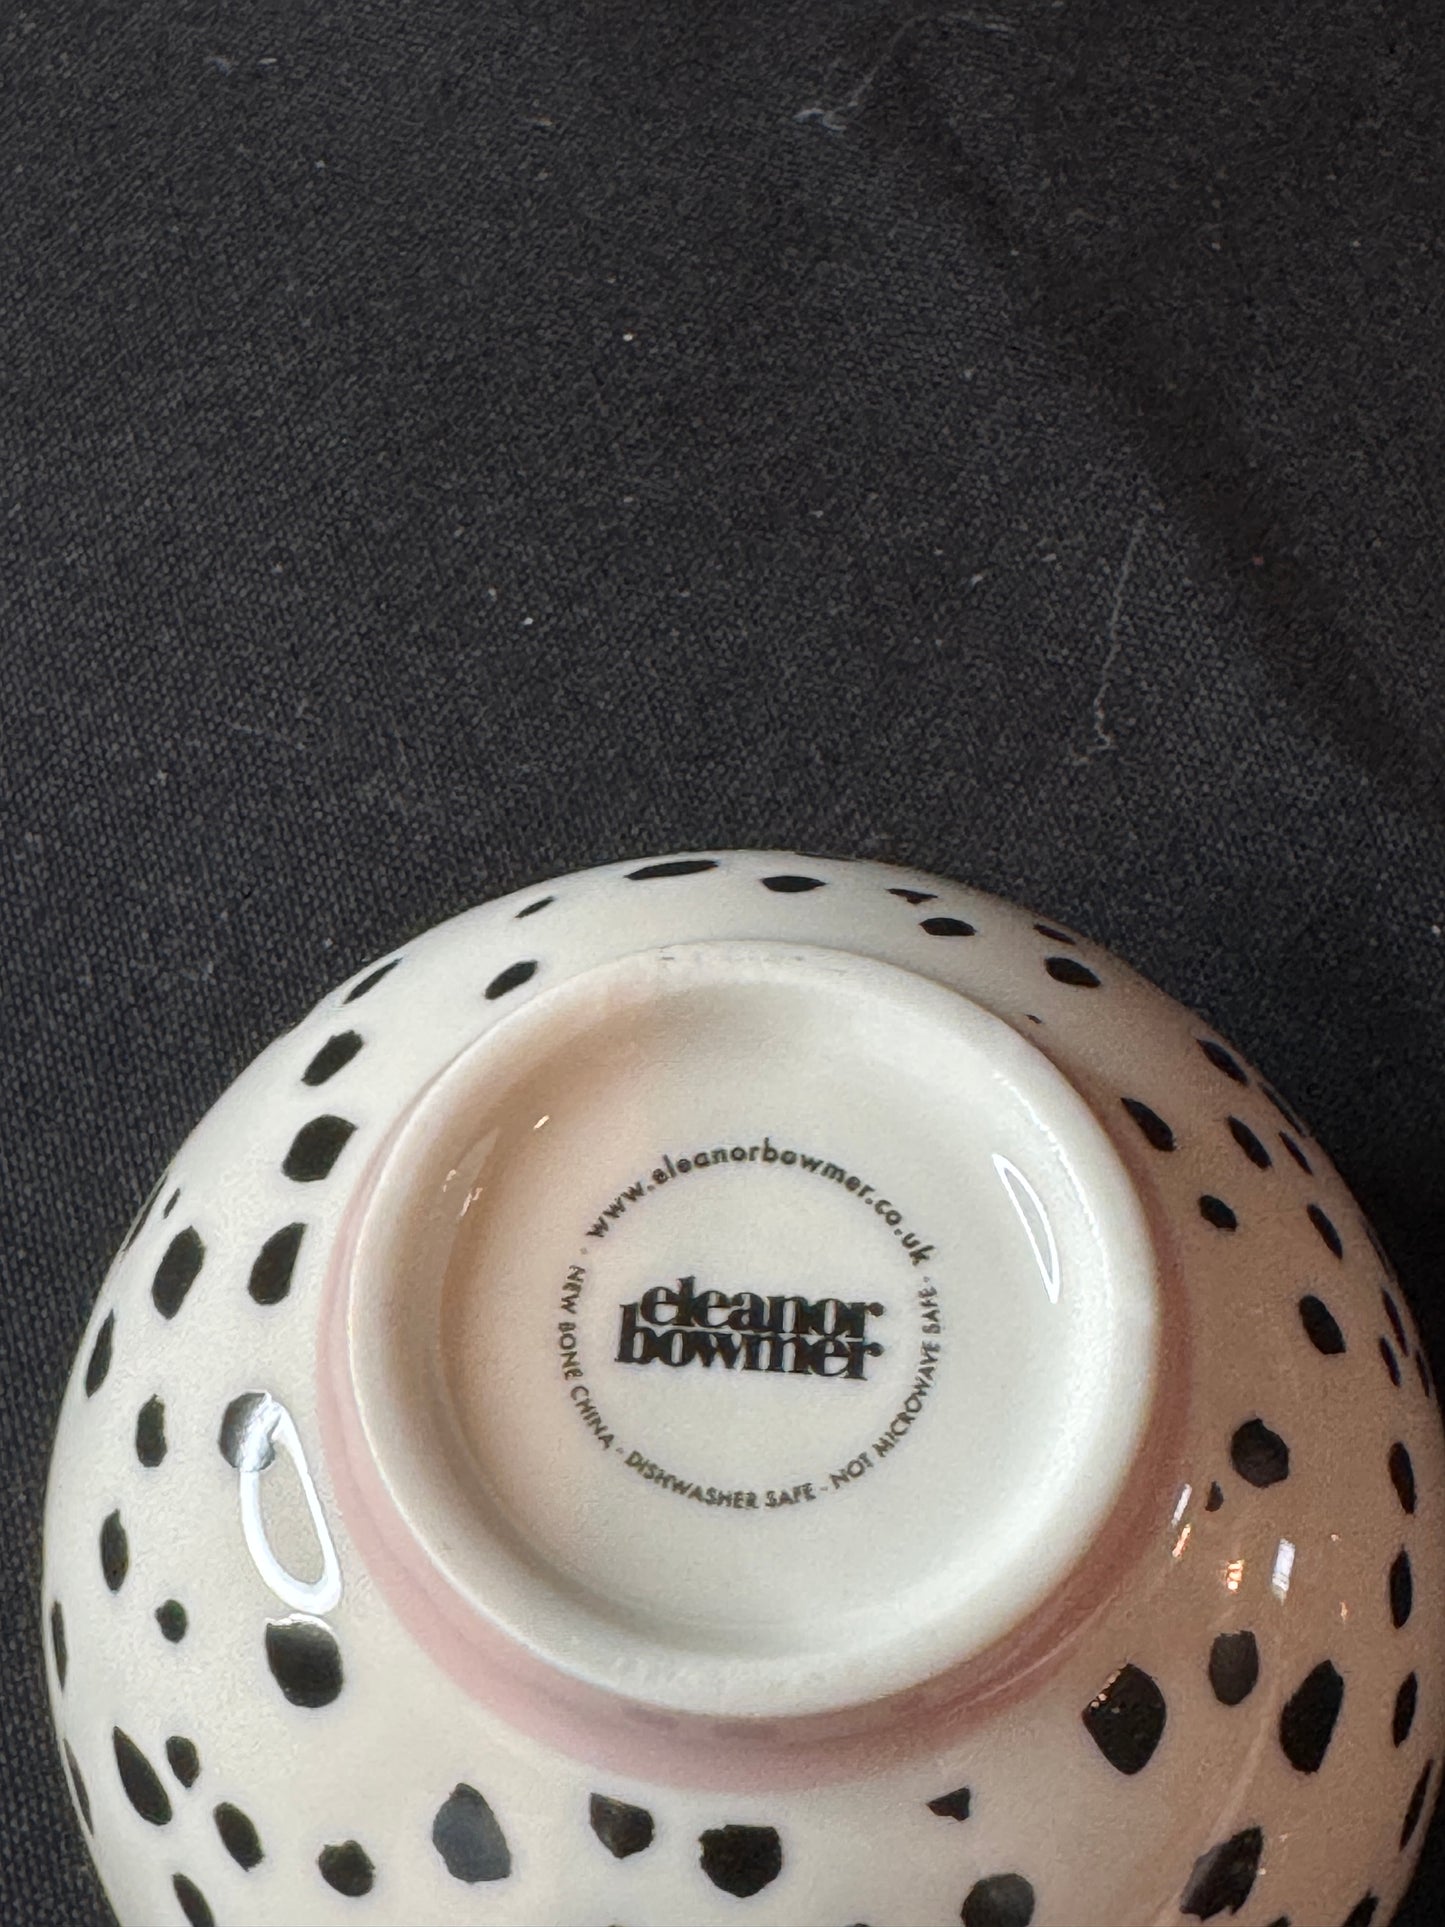 www.eleanorbowmer.co.uk
eleanor
bowmer
NEW BONE CHINA - DISHWASHER SAFE - NOT MICROWAVE SAFE -